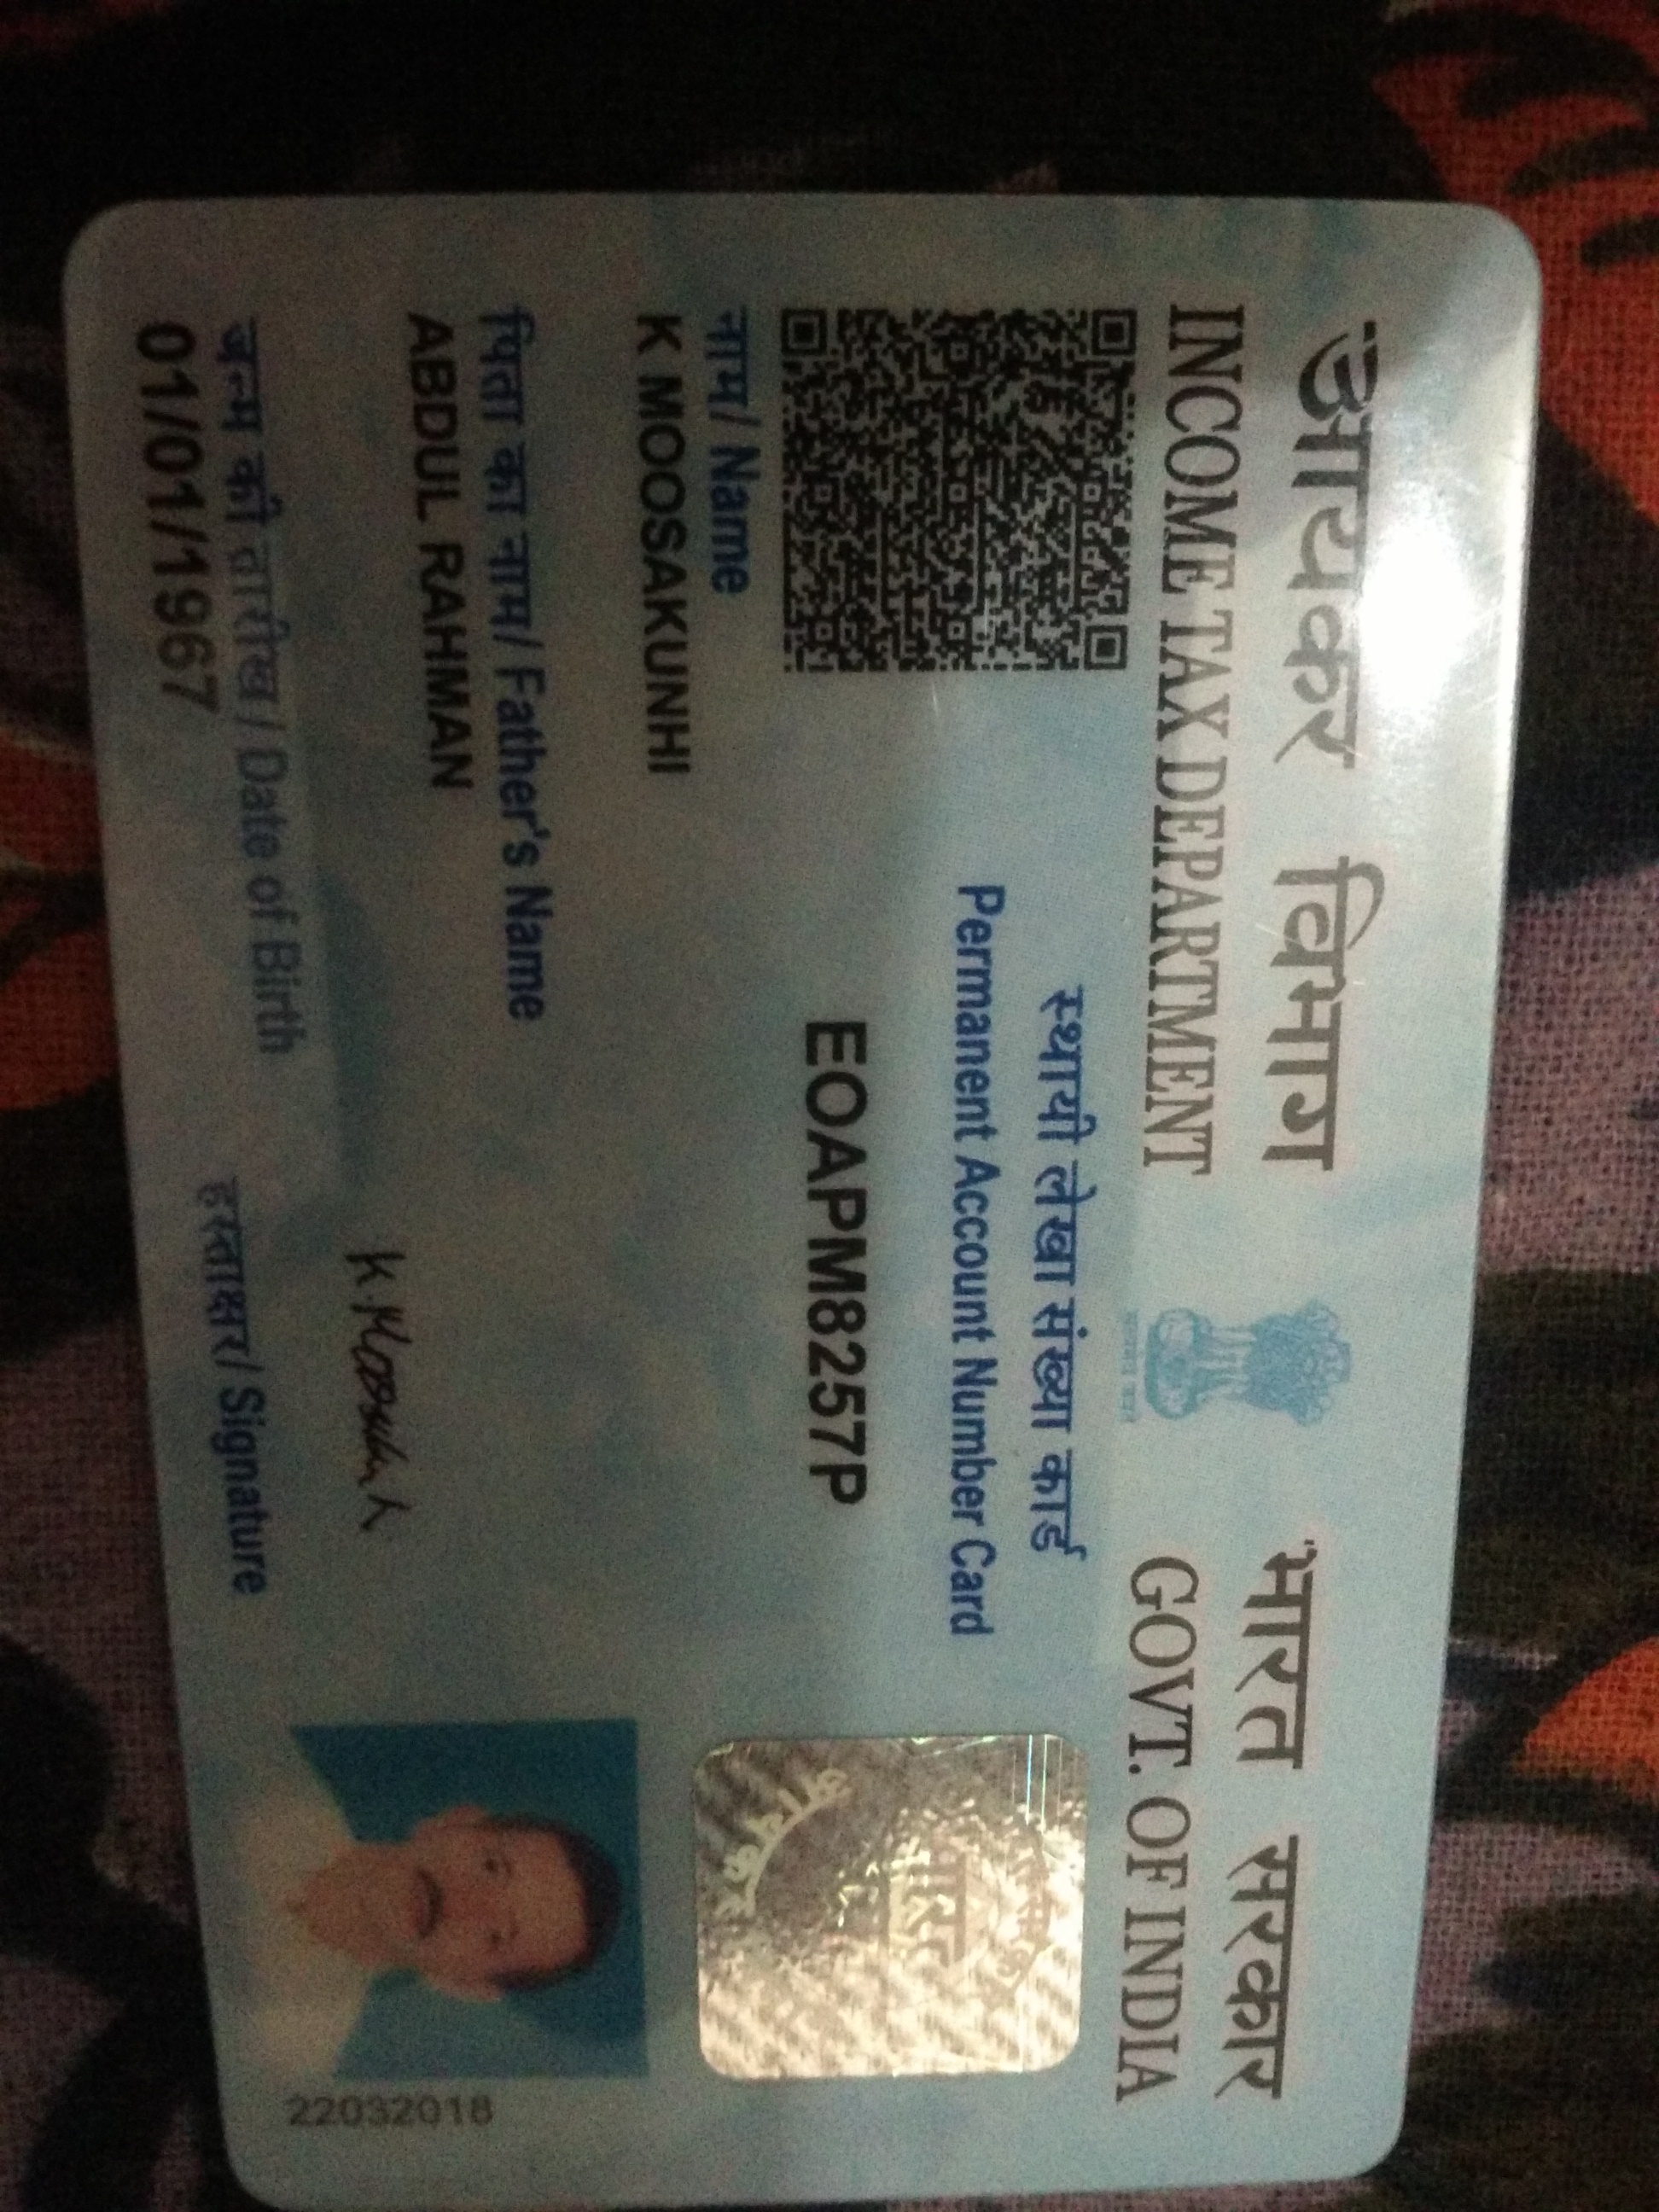 आयकर विभाग
INCOME TAX DEPARTMENT
भारत सरकार
GOVT. OF INDIA
स्थायी लेखा संख्या कार्ड
Permanent Account Number Card
EOAPM8257P
नाम/ Name
K MOOSAKUNHI
पिता का नाम/ Father's Name
ABDUL RAHMAN
जन्म की तारीख / Date of Birth
01/01/1967
हस्ताक्षर/ Signature
22032018